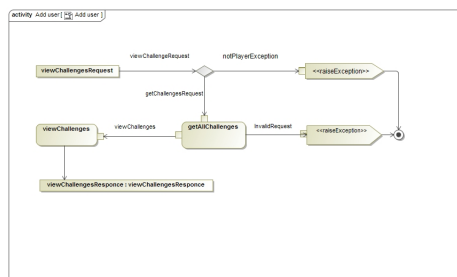 activity Add user [ Add user ]
viewChallengeRequest
notPlayerException
viewChallengesRequest
<<raiseException>>
getChallengesRequest
viewChallenges
viewChallenges
getAllChallenges
InvalidRequest
<<raiseException>>
viewChallengesResponce : viewChallengesResponce